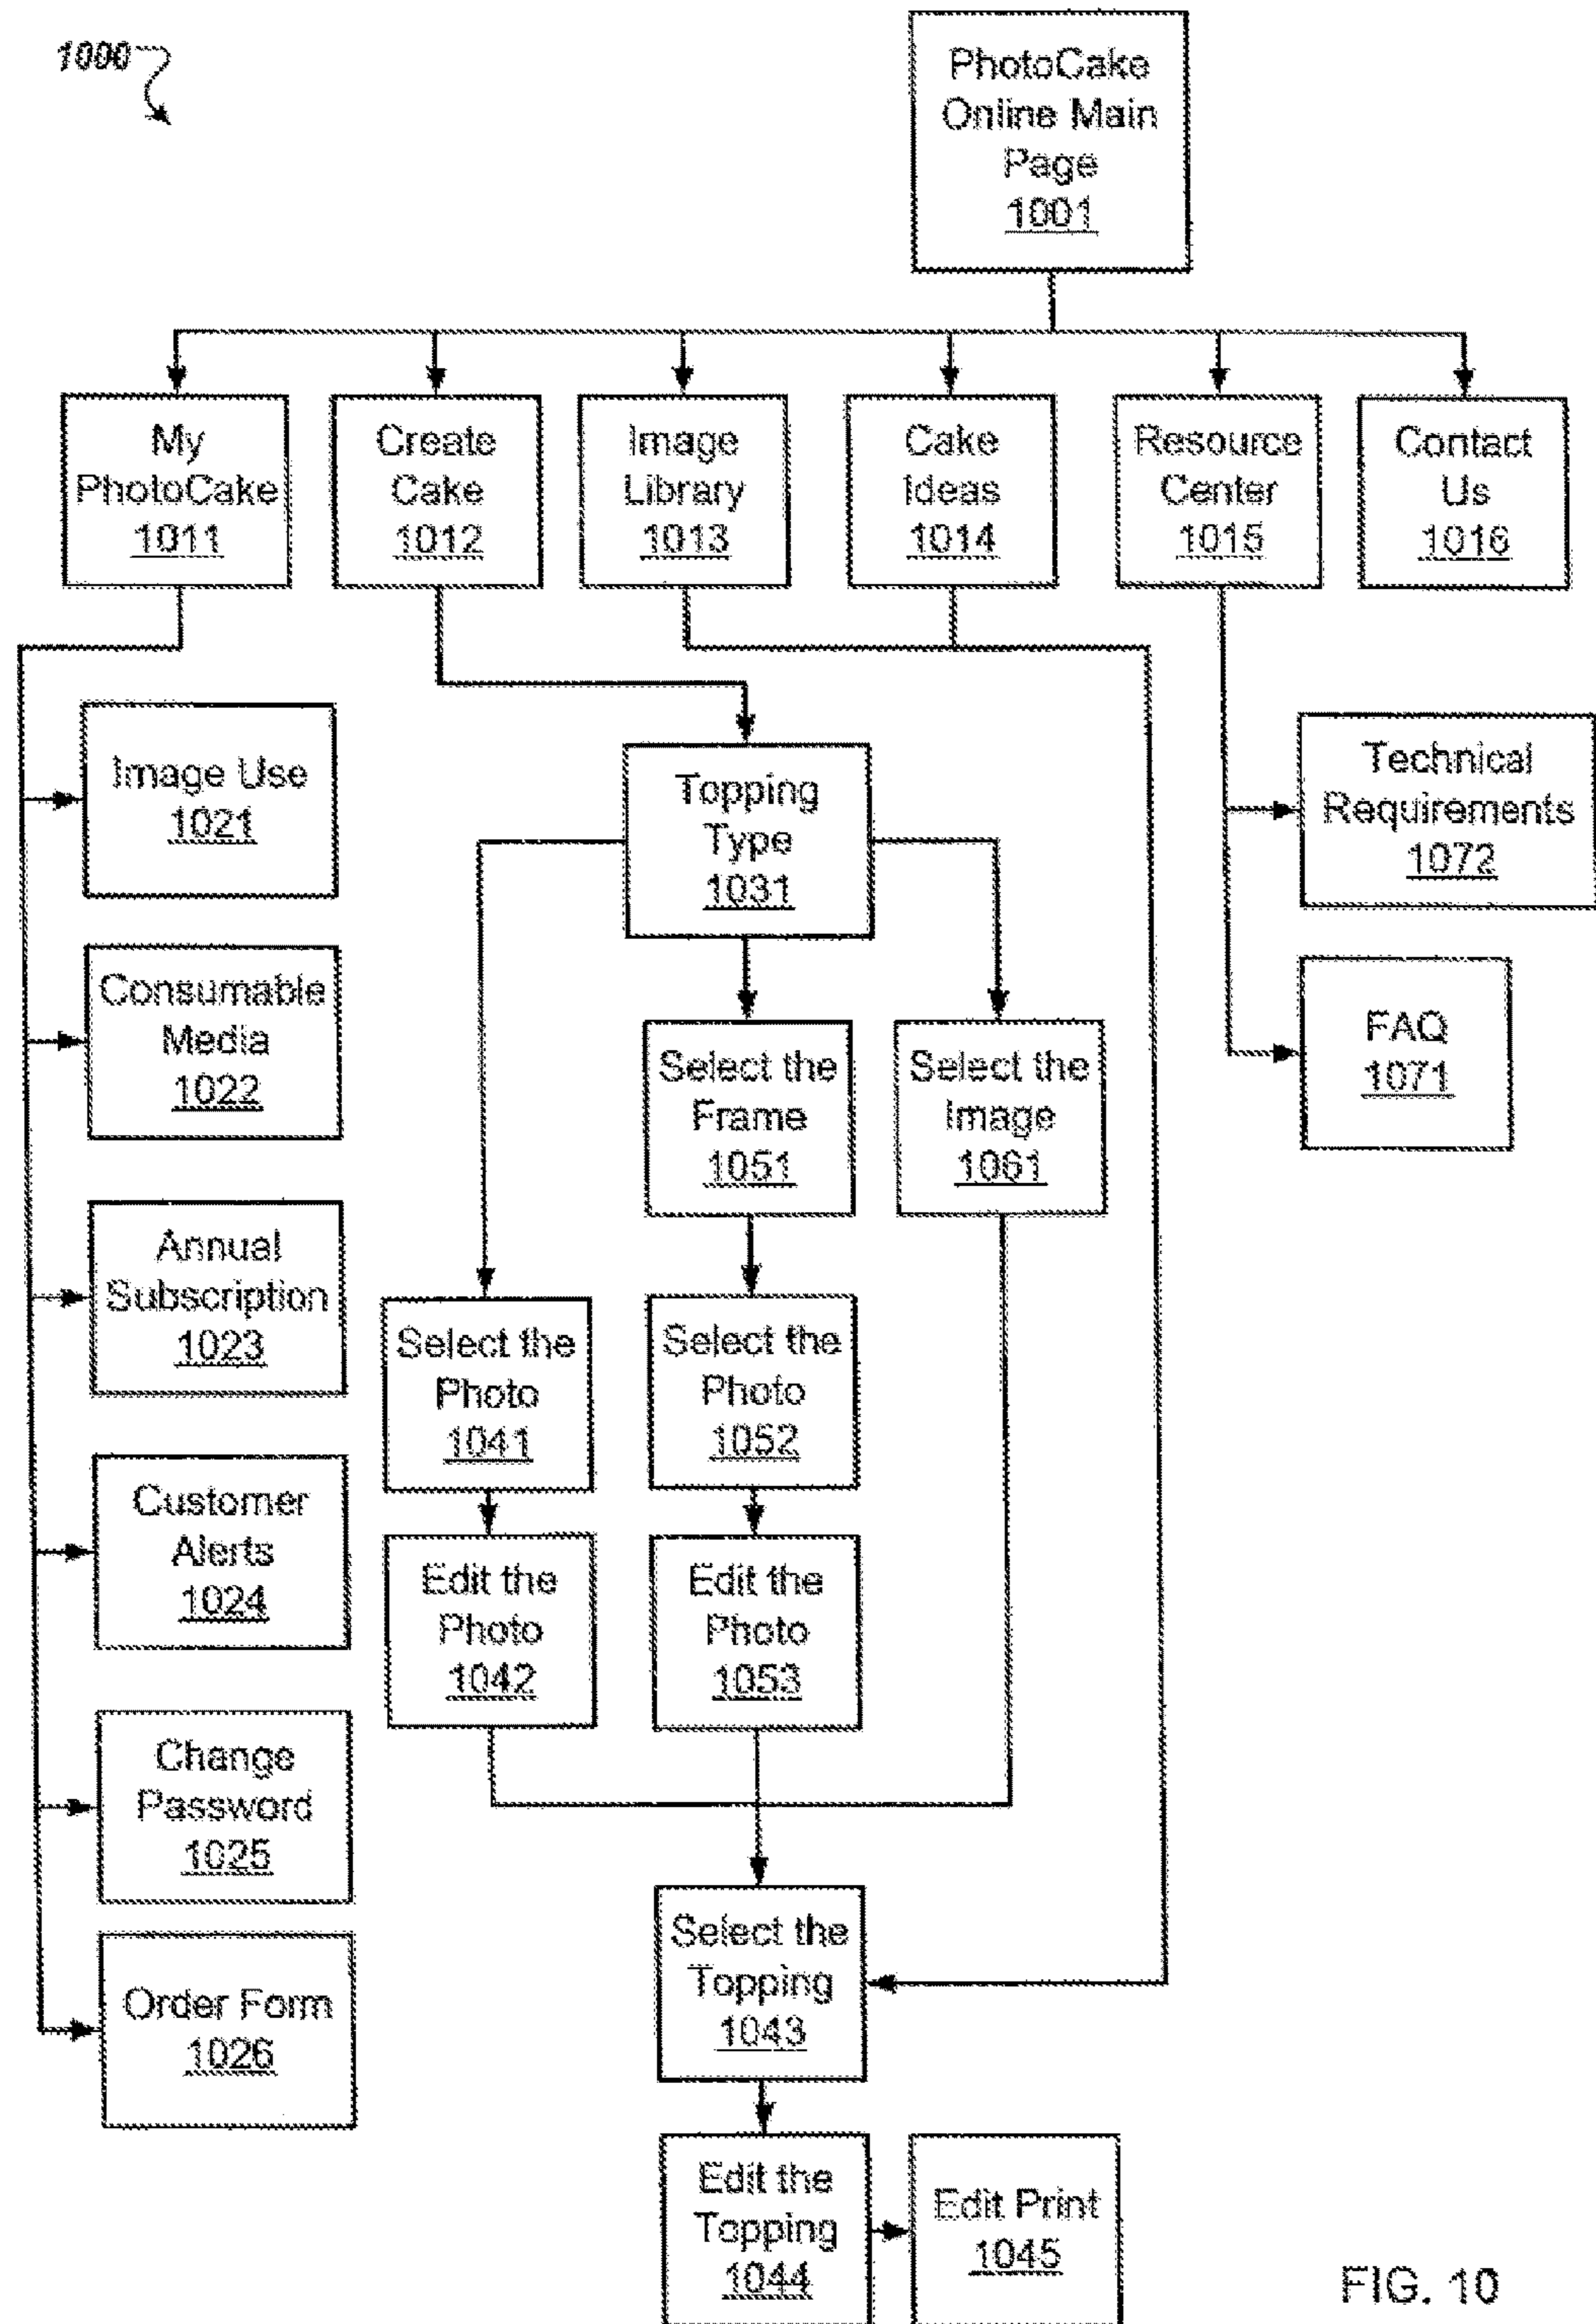 1000
PhotoCake
Online Main
Page
1001
My
PhotoCake
1011
Create
Cake
1012
Image
Library
1013
Cake
Ideas
1014
Resource
Center
1015
Contact
Us
1016
Image Use
1021
Consumable
Media
1022
Annual
Subscription
1023
Customer
Alerts
1024
Change
Password
1025
Order Form
1026
Topping
Type
1031
Select the
Photo
1041
Edit the
Photo
1042
Select the
Frame
1051
Select the
Photo
1052
Edit the
Photo
1053
Select the
Image
1061
Technical
Requirements
1072
FAQ
1071
Select the
Topping
1043
Edit the
Topping
1044
Edit Print
1045
FIG. 10